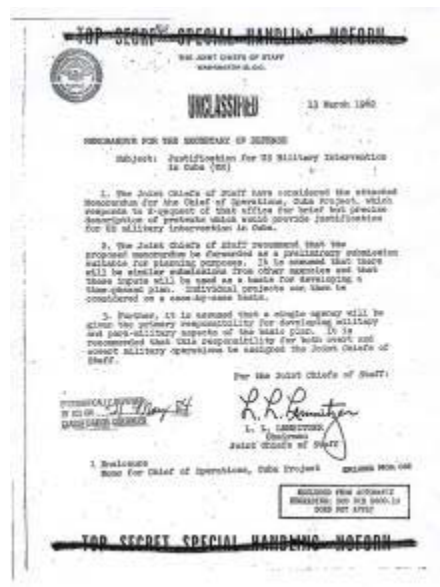 TOP SECRET SPECIAL HANDLING NOFORN
THE JOINT CHIEFS OF STAFF
WASHINGTON 25, D.C.
UNCLASSIFIED
13 March 1962
MEMORANDUM FOR THE SECRETARY OF DEFENSE
Subject: Justification for US Military Intervention
in Cuba (TS)
1. The Joint Chiefs of Staff have considered the attached
Memorandum for the Chief of Operations, Cuba Project, which
responds to a request of that office for brief but precise
description of pretexts which would provide justification
for US military intervention in Cuba.
2. The Joint Chiefs of Staff recommend that the
proposed memorandum be forwarded as a preliminary submission
suitable for planning purposes. It is assumed that there
will be similar submissions from other agencies and that
these inputs will be used as a basis for developing a
time-phased plan. Individual projects can then be
considered on a case-by-case basis.
3. Further, it is assumed that a single agency will be
given the primary responsibility for developing military
and para-military aspects of the basic plan. It is
recommended that this responsibility for both overt and
covert military operations be assigned the Joint Chiefs of
Staff.
For the Joint Chiefs of Staff:
21 May 84
L. L. Lemnitzer
L. L. LEMNITZER
Chairman
Joint Chiefs of Staff
1 Enclosure
Memo for Chief of Operations, Cuba Project
EXCLUDED FROM AUTOMATIC
REGRADING; DOD DIR 5200.10
DOES NOT APPLY
TOP SECRET SPECIAL HANDLING NOFORN